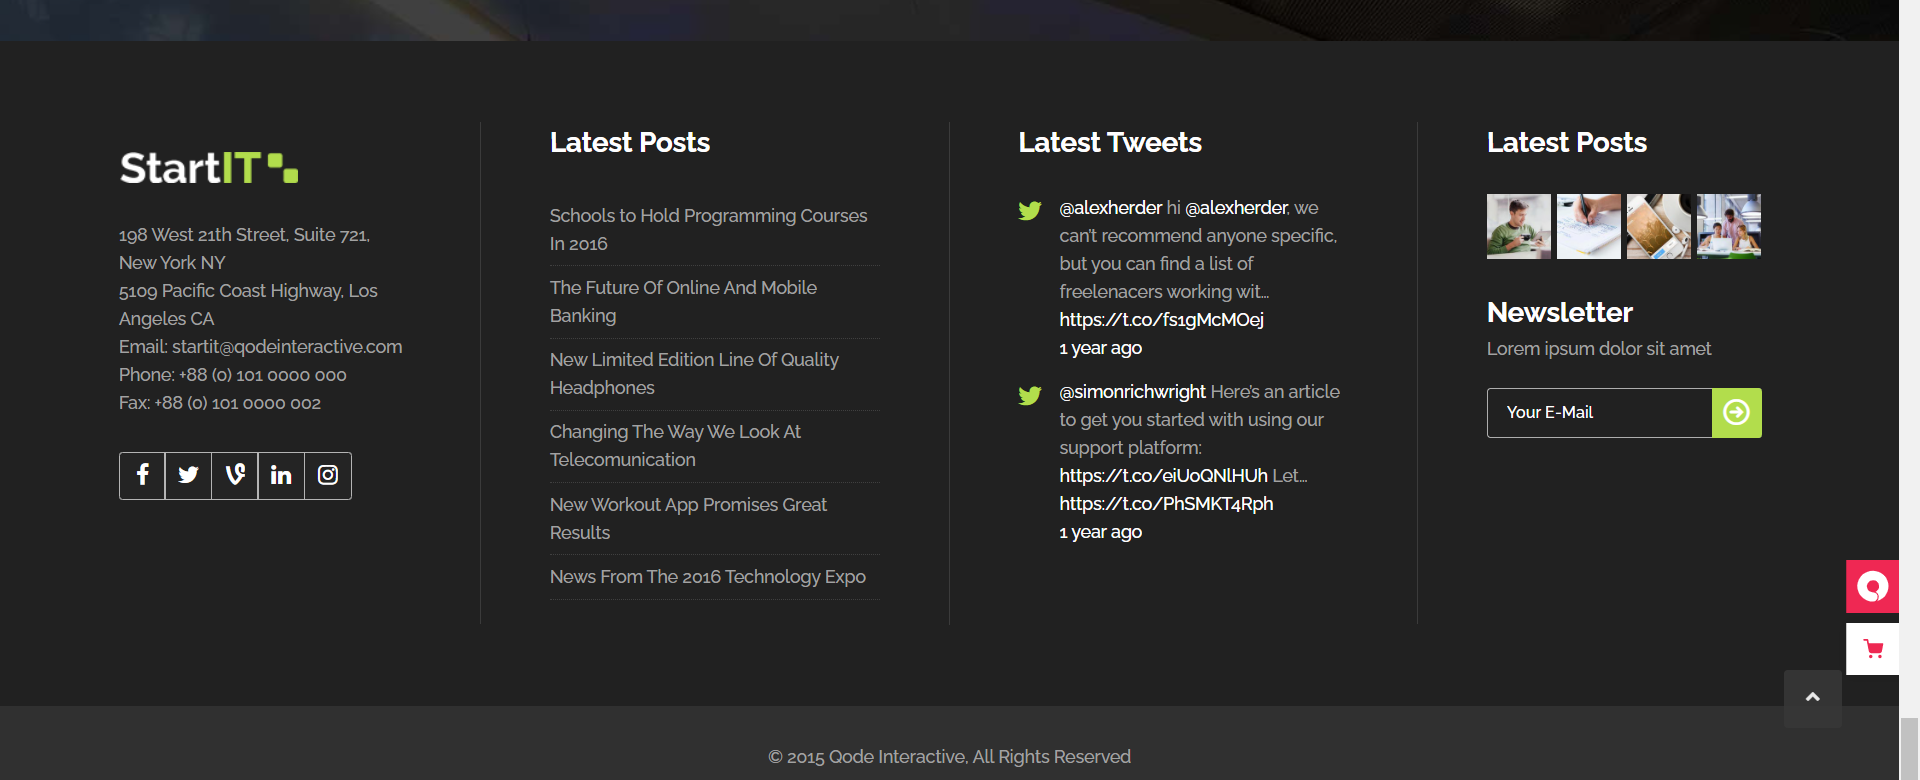 StartIT
198 West 21th Street, Suite 721,
New York NY
5109 Pacific Coast Highway, Los
Angeles CA
Email: startit@qodeinteractive.com
Phone: +88 (0) 101 0000 000
Fax: +88 (0) 101 0000 002
Latest Posts
Schools to Hold Programming Courses
In 2016
The Future Of Online And Mobile
Banking
New Limited Edition Line Of Quality
Headphones
Changing The Way We Look At
Telecomunication
New Workout App Promises Great
Results
News From The 2016 Technology Expo
Latest Tweets
@alexherder hi @alexherder, we
can't recommend anyone specific,
but you can find a list of
freelenacers working wit...
https://t.co/fs1gMcMOej
1 year ago
@simonrichwright Here's an article
to get you started with using our
support platform:
https://t.co/eiUoQNlHUh Let...
https://t.co/PhSMKT4Rph
1 year ago
Latest Posts
Newsletter
Lorem ipsum dolor sit amet
Your E-Mail
© 2015 Qode Interactive, All Rights Reserved